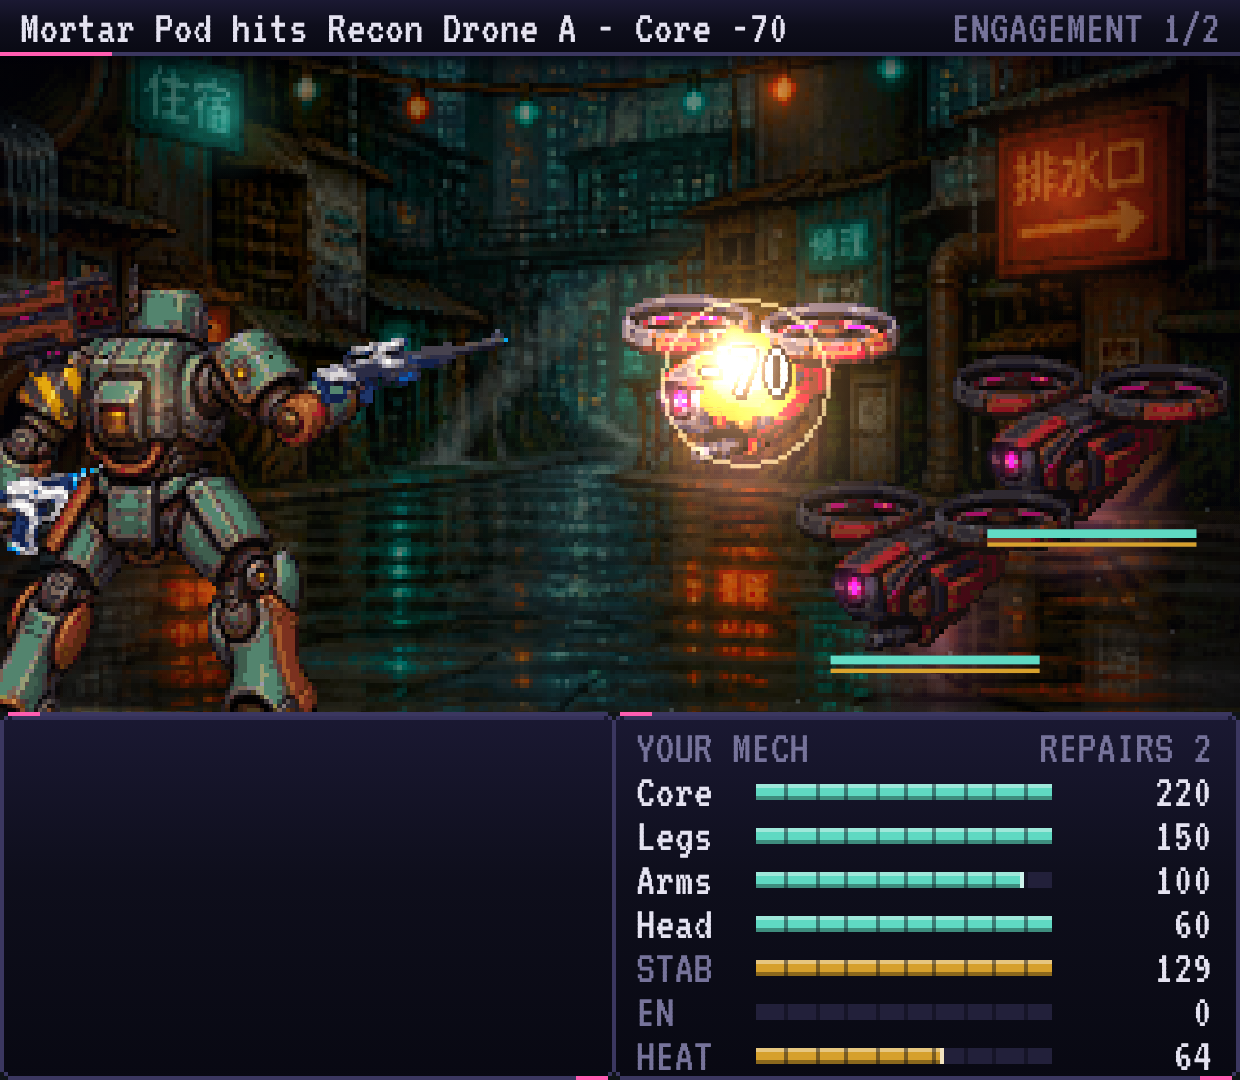 Mortar Pod hits Recon Drone A - Core -70
ENGAGEMENT 1/2
住宿
排水口
-70
YOUR MECH
REPAIRS 2
Core 220
Legs 150
Arms 100
Head 60
STAB 129
EN 0
HEAT 64